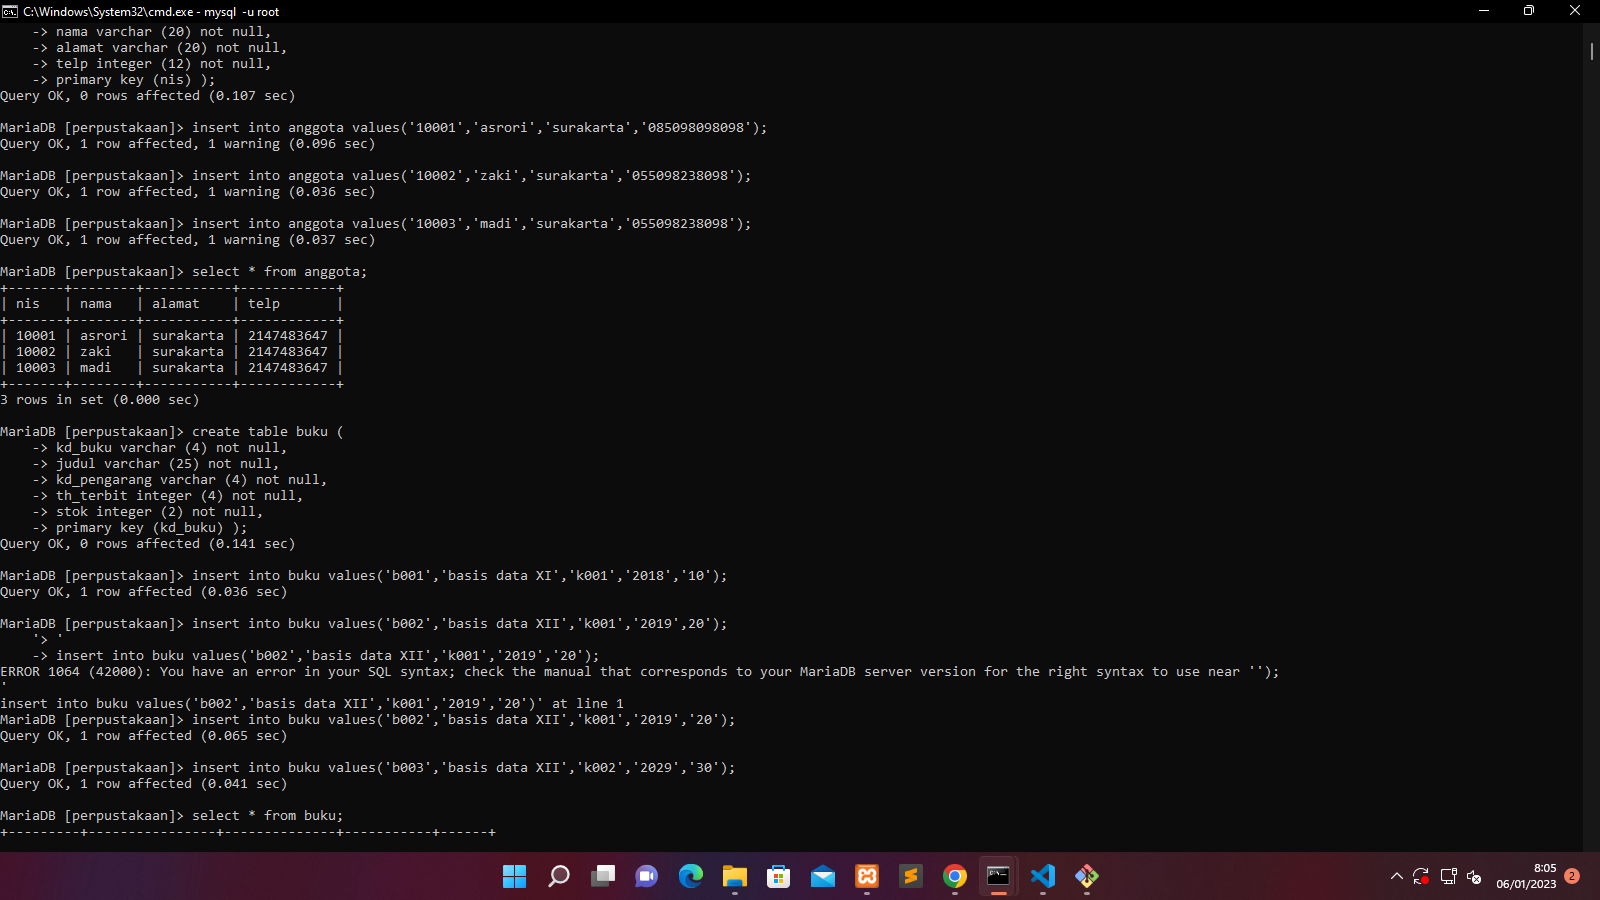 C:\Windows\System32\cmd.exe - mysql  -u root
    -> nama varchar (20) not null,
    -> alamat varchar (20) not null,
    -> telp integer (12) not null,
    -> primary key (nis) );
Query OK, 0 rows affected (0.107 sec)
MariaDB [perpustakaan]> insert into anggota values('10001','asrori','surakarta','085098098098');
Query OK, 1 row affected, 1 warning (0.096 sec)
MariaDB [perpustakaan]> insert into anggota values('10002','zaki','surakarta','055098238098');
Query OK, 1 row affected, 1 warning (0.036 sec)
MariaDB [perpustakaan]> insert into anggota values('10003','madi','surakarta','055098238098');
Query OK, 1 row affected, 1 warning (0.037 sec)
MariaDB [perpustakaan]> select * from anggota;
+-------+--------+-----------+------------+
| nis   | nama   | alamat    | telp       |
+-------+--------+-----------+------------+
| 10001 | asrori | surakarta | 2147483647 |
| 10002 | zaki   | surakarta | 2147483647 |
| 10003 | madi   | surakarta | 2147483647 |
+-------+--------+-----------+------------+
3 rows in set (0.000 sec)
MariaDB [perpustakaan]> create table buku (
    -> kd_buku varchar (4) not null,
    -> judul varchar (25) not null,
    -> kd_pengarang varchar (4) not null,
    -> th_terbit integer (4) not null,
    -> stok integer (2) not null,
    -> primary key (kd_buku) );
Query OK, 0 rows affected (0.141 sec)
MariaDB [perpustakaan]> insert into buku values('b001','basis data XI','k001','2018','10');
Query OK, 1 row affected (0.036 sec)
MariaDB [perpustakaan]> insert into buku values('b002','basis data XII','k001','2019',20');
    '> '
    -> insert into buku values('b002','basis data XII','k001','2019','20');
ERROR 1064 (42000): You have an error in your SQL syntax; check the manual that corresponds to your MariaDB server version for the right syntax to use near '');
'
insert into buku values('b002','basis data XII','k001','2019','20')' at line 1
MariaDB [perpustakaan]> insert into buku values('b002','basis data XII','k001','2019','20');
Query OK, 1 row affected (0.065 sec)
MariaDB [perpustakaan]> insert into buku values('b003','basis data XII','k002','2029','30');
Query OK, 1 row affected (0.041 sec)
MariaDB [perpustakaan]> select * from buku;
+---------+----------------+--------------+-----------+------+
8:05
06/01/2023
2